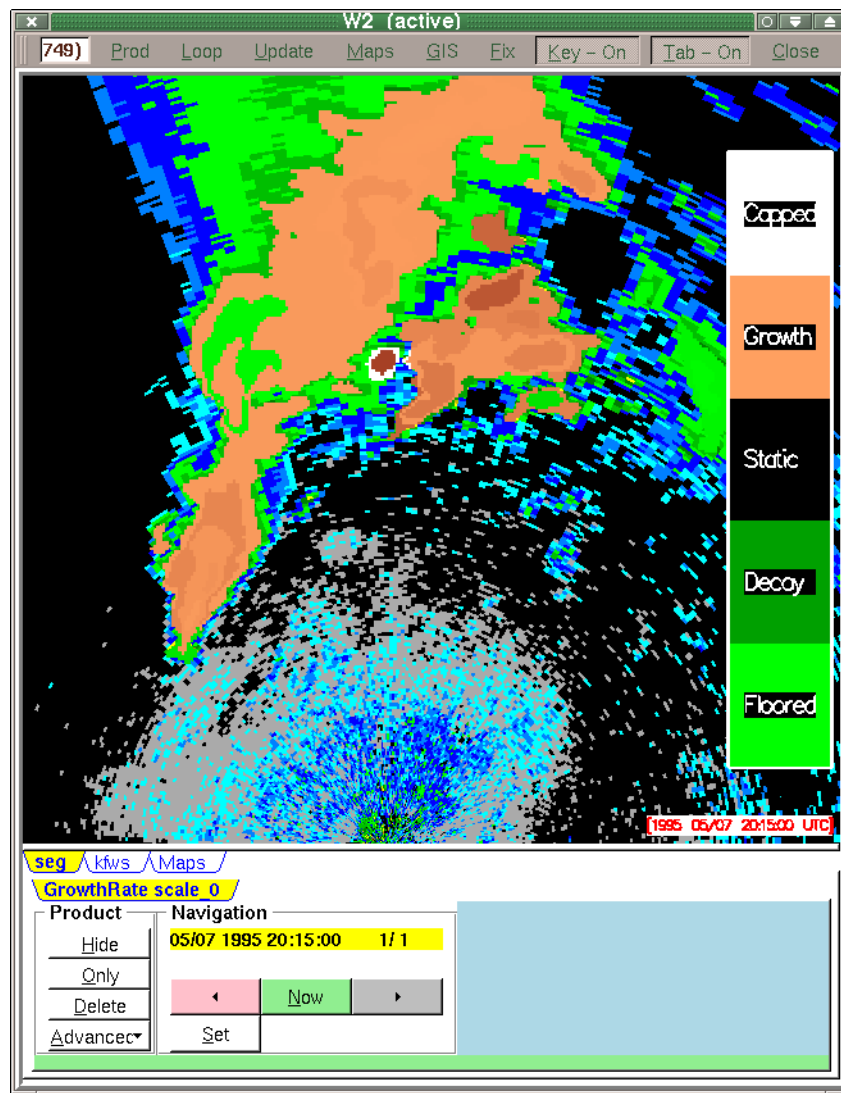 W2 (active)
749) Prod Loop Update Maps GIS Fix Key - On Tab - On Close
Capped
Growth
Static
Decay
Floored
[1995 05/07 20:15:00 UTC]
seg kfws Maps
GrowthRate scale_0
Product Navigation
Hide 05/07 1995 20:15:00 1/ 1
Only
Delete Now
Advancec Set